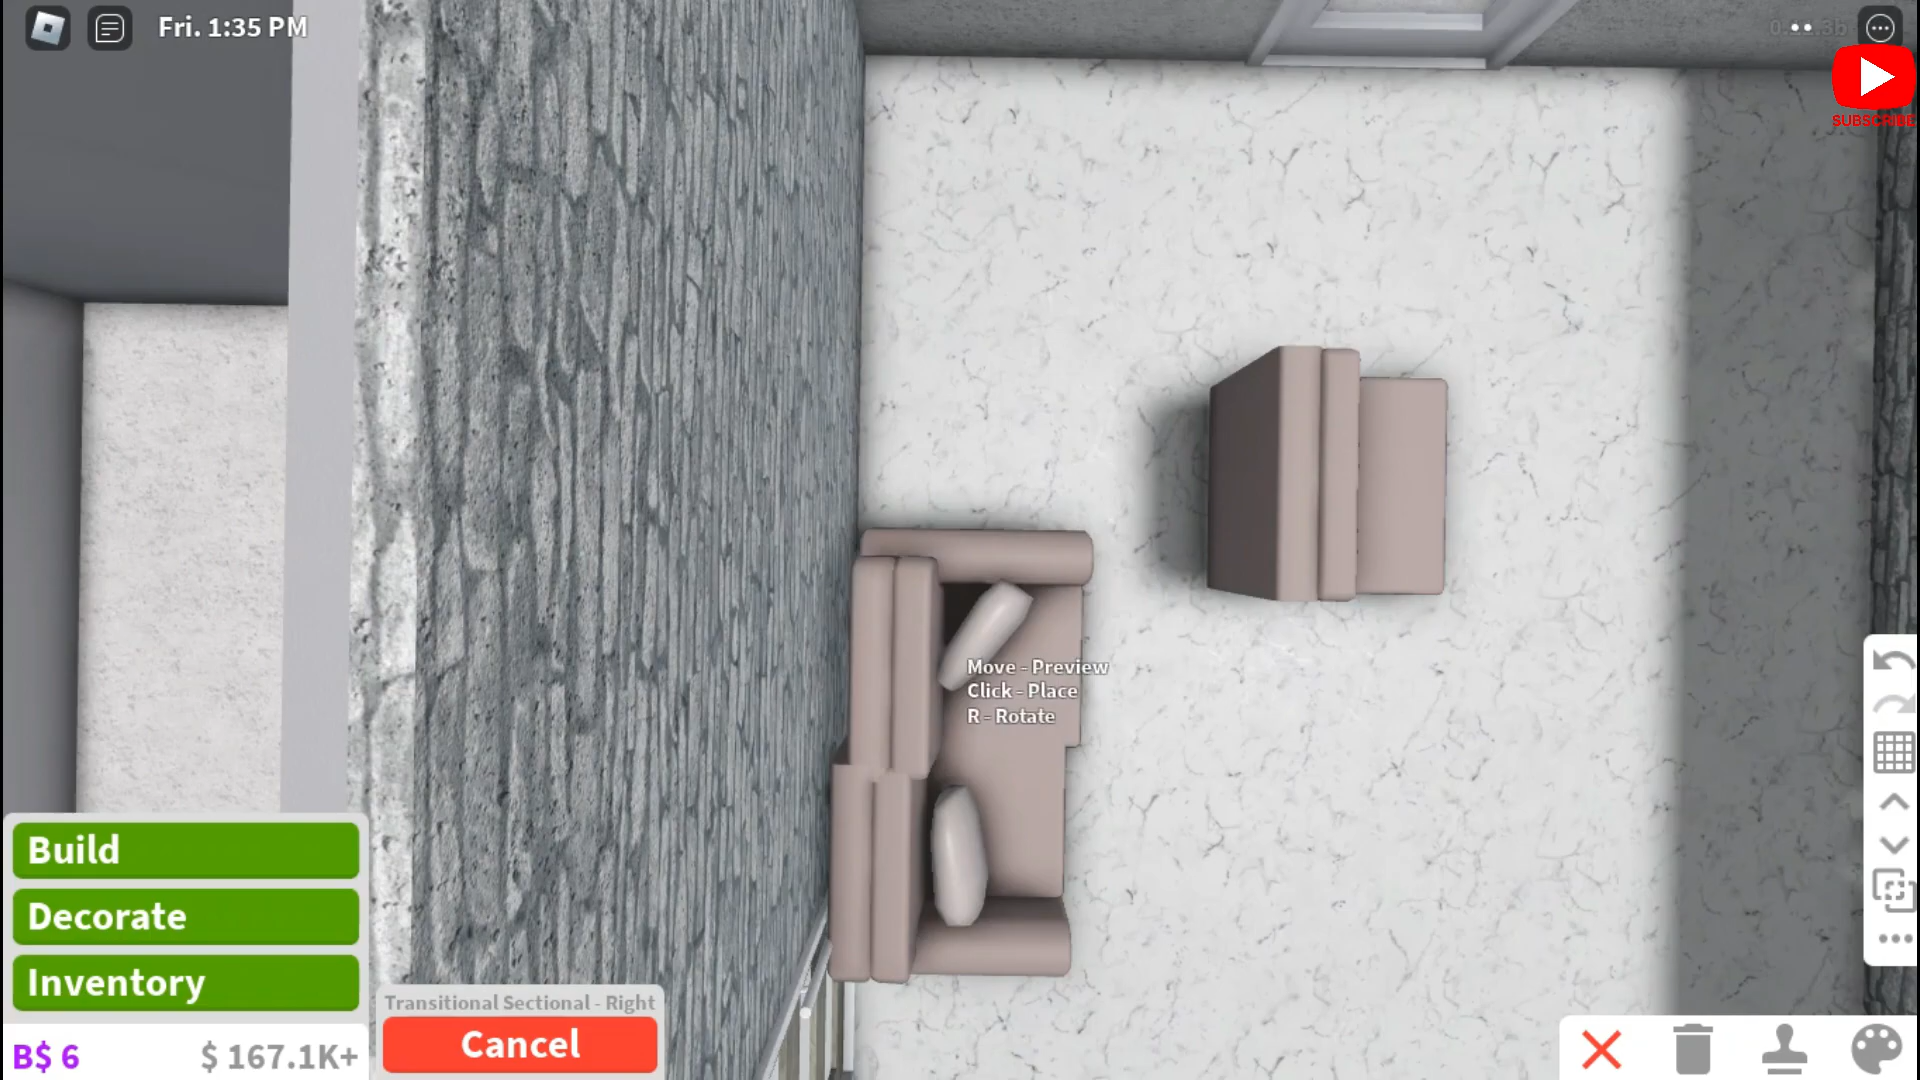 Fri. 1:35 PM
SUBSCRIBE
Move - Preview
Click - Place
R - Rotate
Build
Decorate
Inventory
B$ 6
$ 167.1K+
Transitional Sectional - Right
Cancel